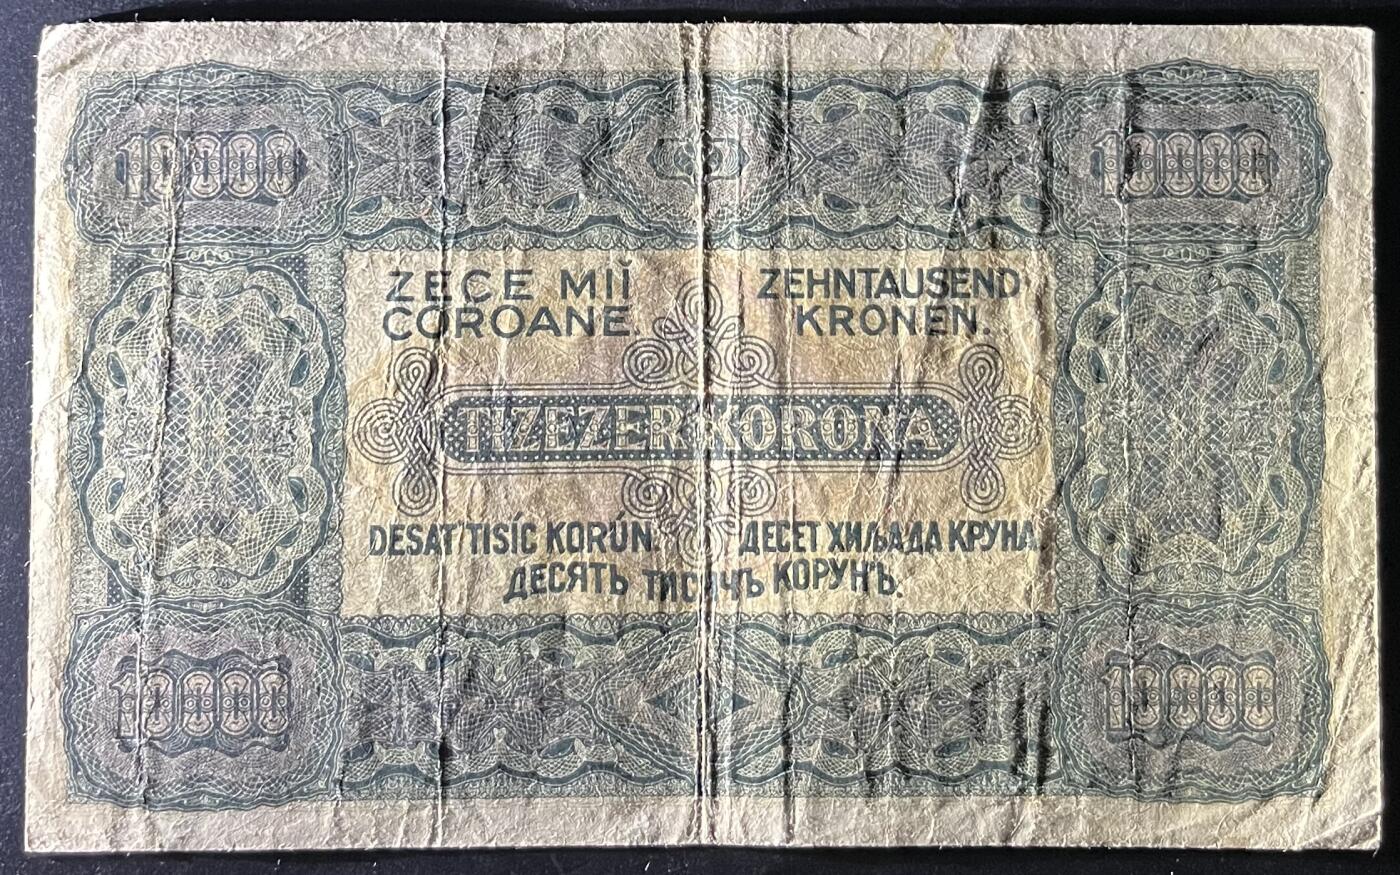 10000 10000
ZECE MII̯ ZEHNTAUSEND
COROANE. KRONEN.
TIZEZER KORONA
DESAŤ TISÍC KORÚN ДЕСЕТ ХИЉАДА КРУНА
ДЕСЯТЬ ТИСЯЧЪ КОРУНЪ.
10000 10000